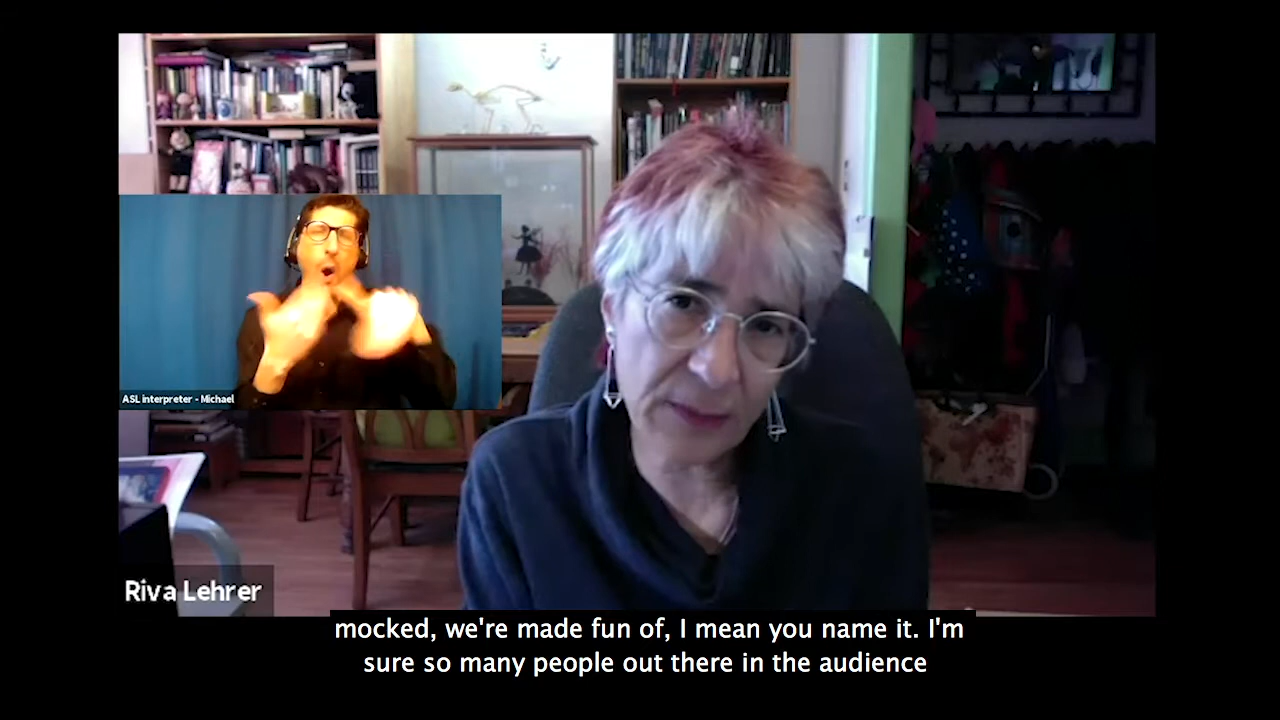 ASL interpreter - Michael
Riva Lehrer
mocked, we're made fun of, I mean you name it. I'm
sure so many people out there in the audience